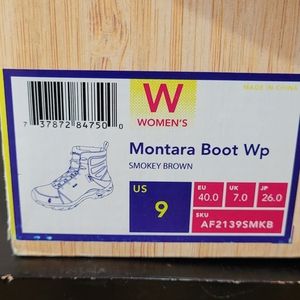 W
WOMEN'S
MADE IN CHINA
7 37872 84750 0
Montara Boot Wp
SMOKEY BROWN
US
9
EU
40.0
UK
7.0
JP
26.0
SKU
AF2139SMKB